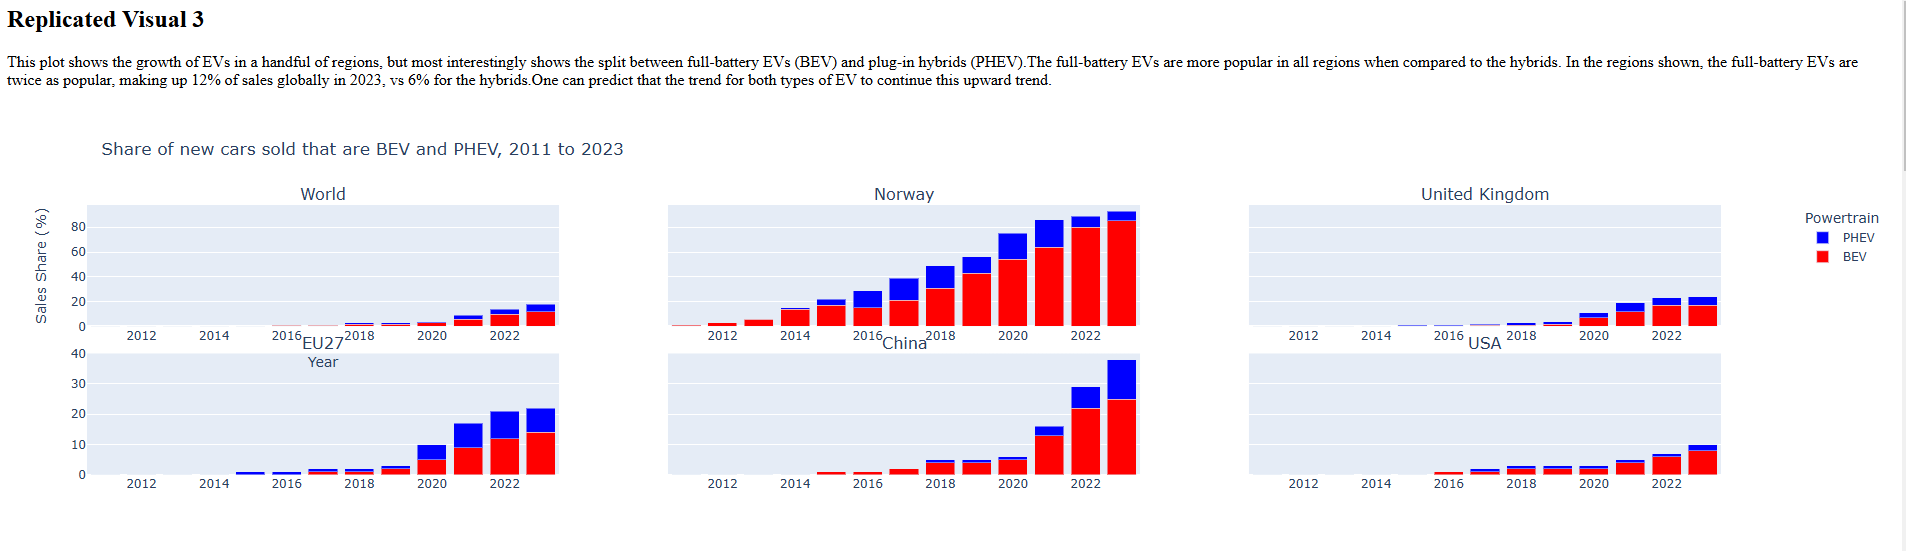 Replicated Visual 3
This plot shows the growth of EVs in a handful of regions, but most interestingly shows the split between full-battery EVs (BEV) and plug-in hybrids (PHEV).The full-battery EVs are more popular in all regions when compared to the hybrids. In the regions shown, the full-battery EVs are
twice as popular, making up 12% of sales globally in 2023, vs 6% for the hybrids.One can predict that the trend for both types of EV to continue this upward trend.
Share of new cars sold that are BEV and PHEV, 2011 to 2023
World
Norway
United Kingdom
Sales Share (%)
80
60
40
20
0
2012 2014 2016 2018 2020 2022
2012 2014 2016 2018 2020 2022
2012 2014 2016 2018 2020 2022
Powertrain
PHEV
BEV
EU27
China
USA
Year
40
30
20
10
0
2012 2014 2016 2018 2020 2022
2012 2014 2016 2018 2020 2022
2012 2014 2016 2018 2020 2022